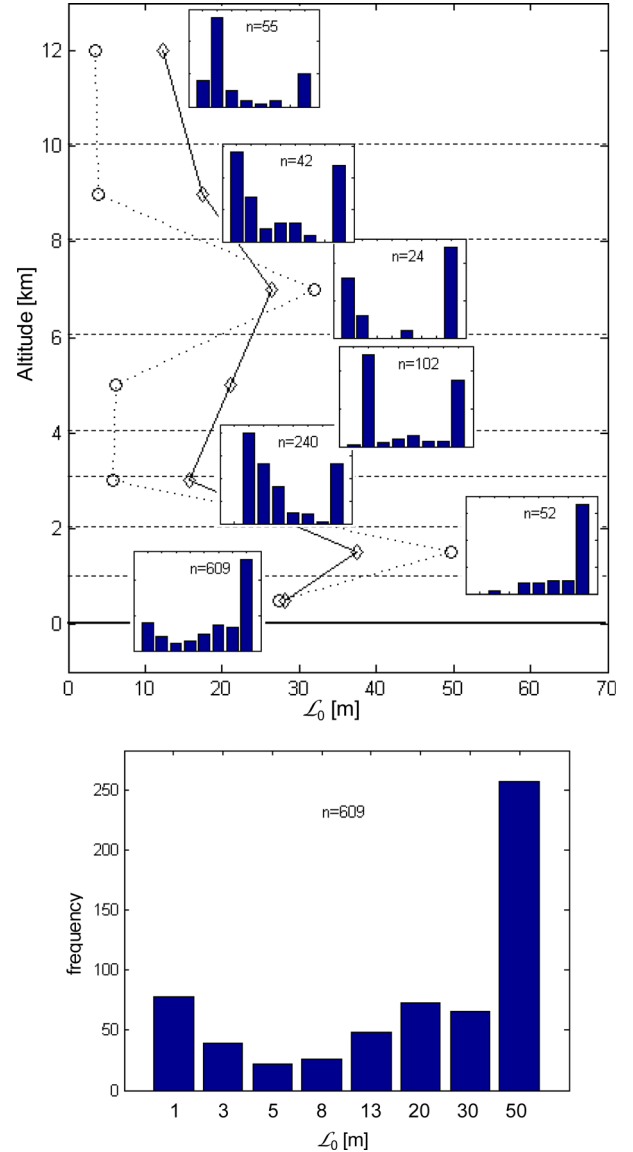 12
n=55
10
n=42
8
n=24
Altitude [km]
6
n=102
4
n=240
2
n=52
n=609
0
0 10 20 30 40 50 60 70
ℒ₀ [m]
250
n=609
200
150
frequency
100
50
0
1 3 5 8 13 20 30 50
ℒ₀ [m]